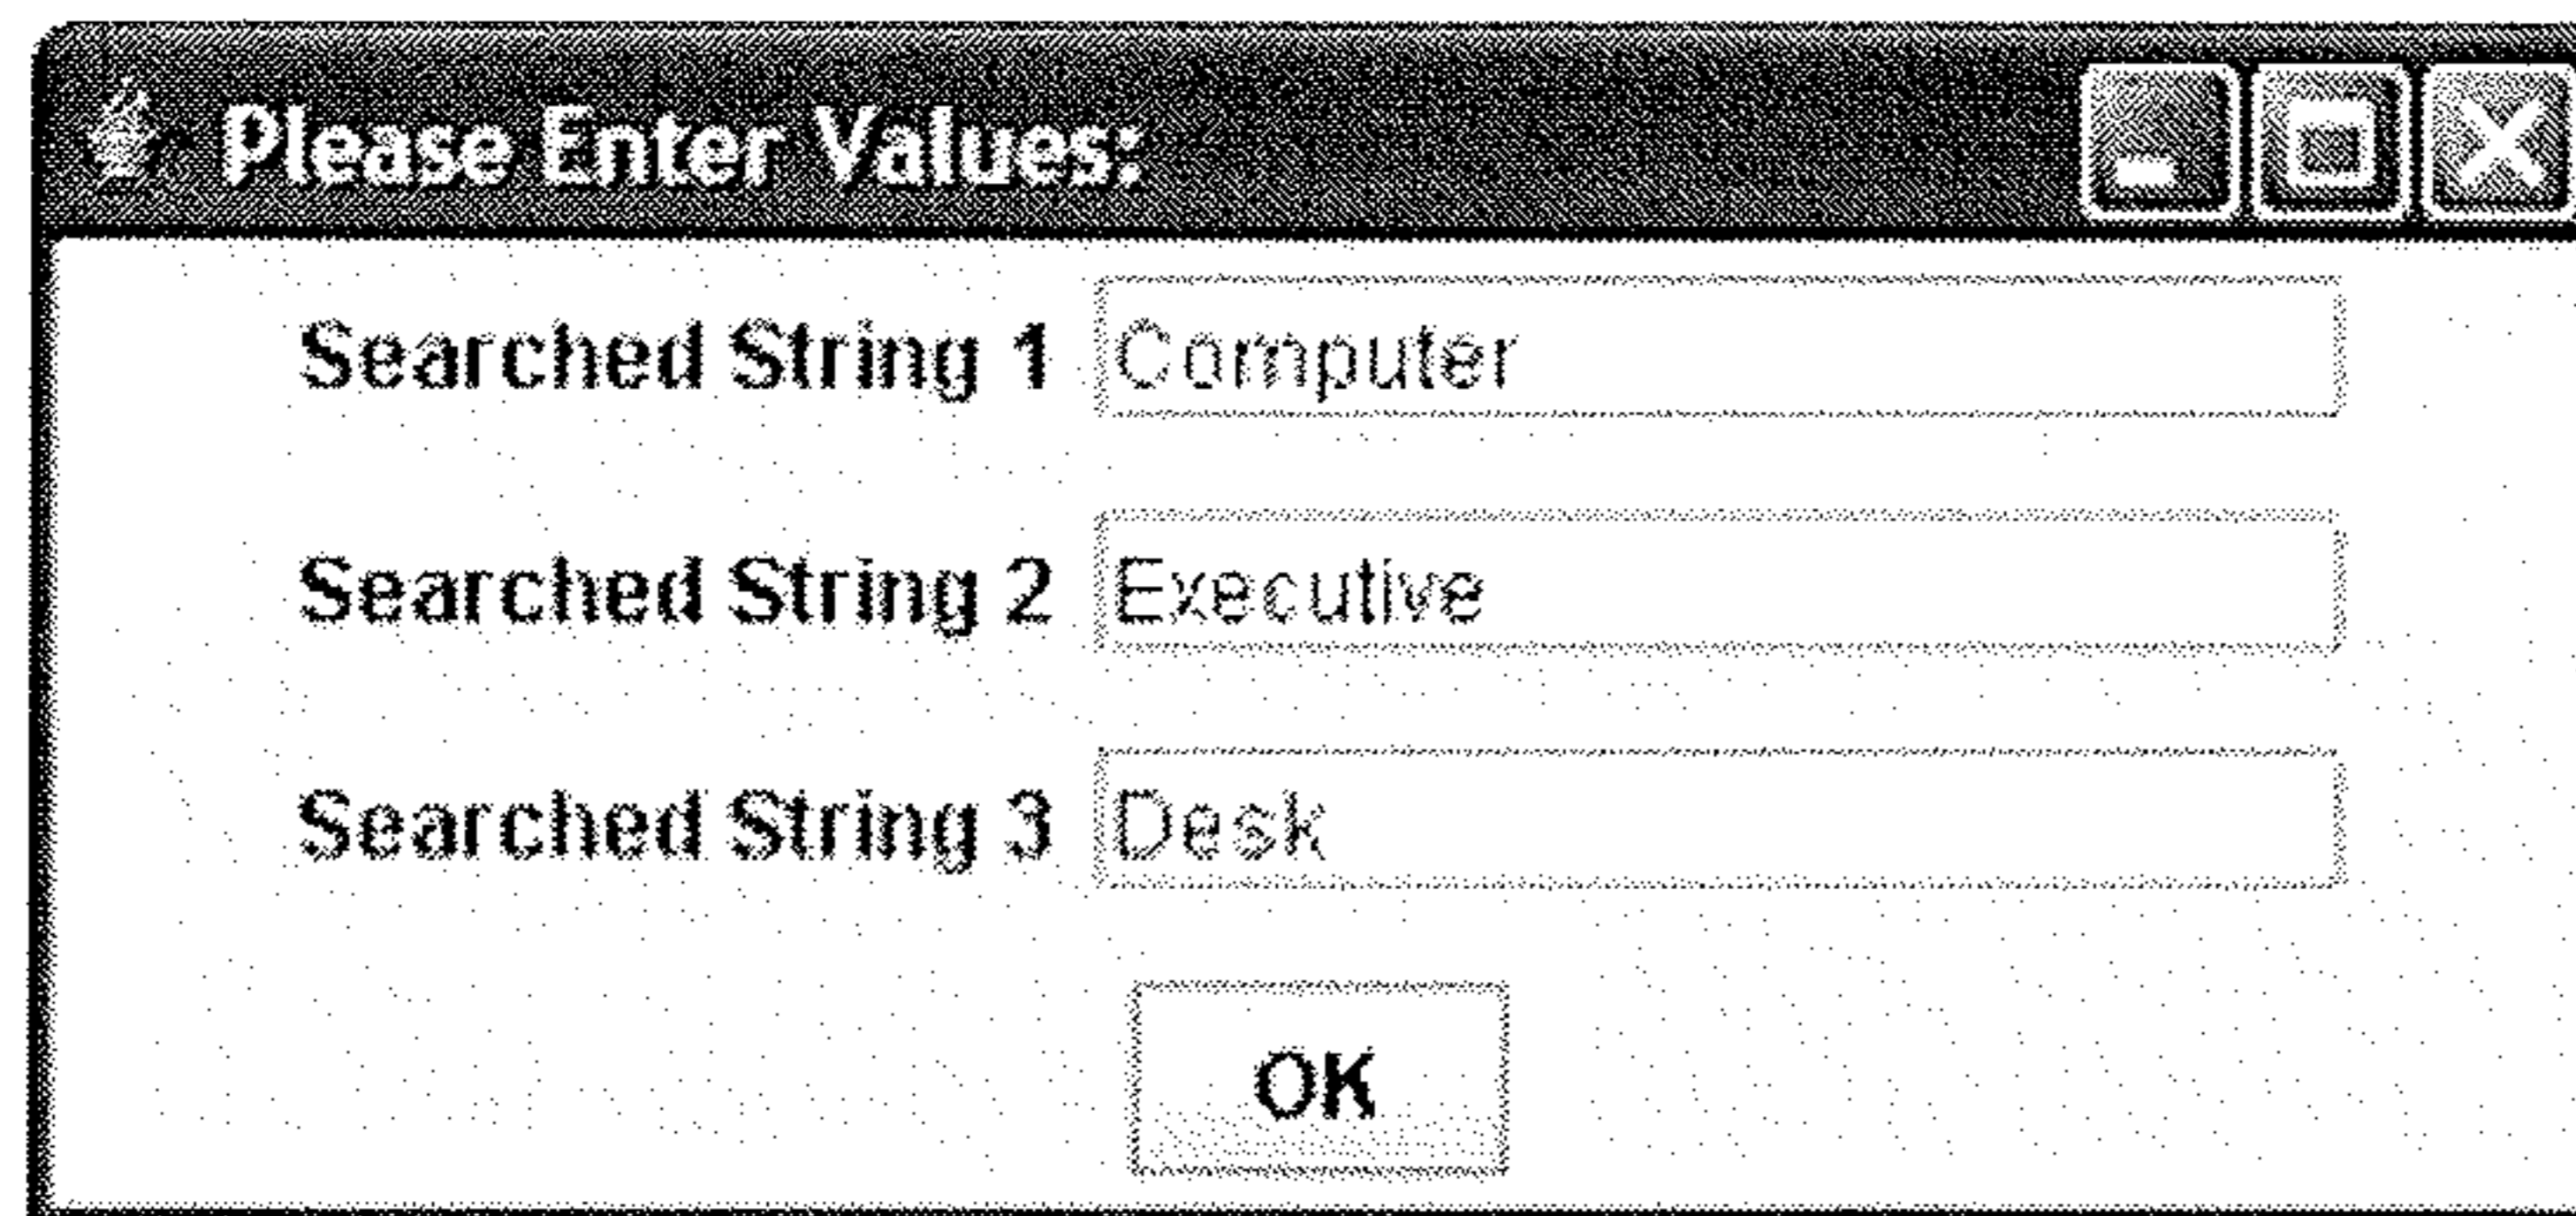 Please Enter Values:
Searched String 1 Computer
Searched String 2 Executive
Searched String 3 Desk
OK